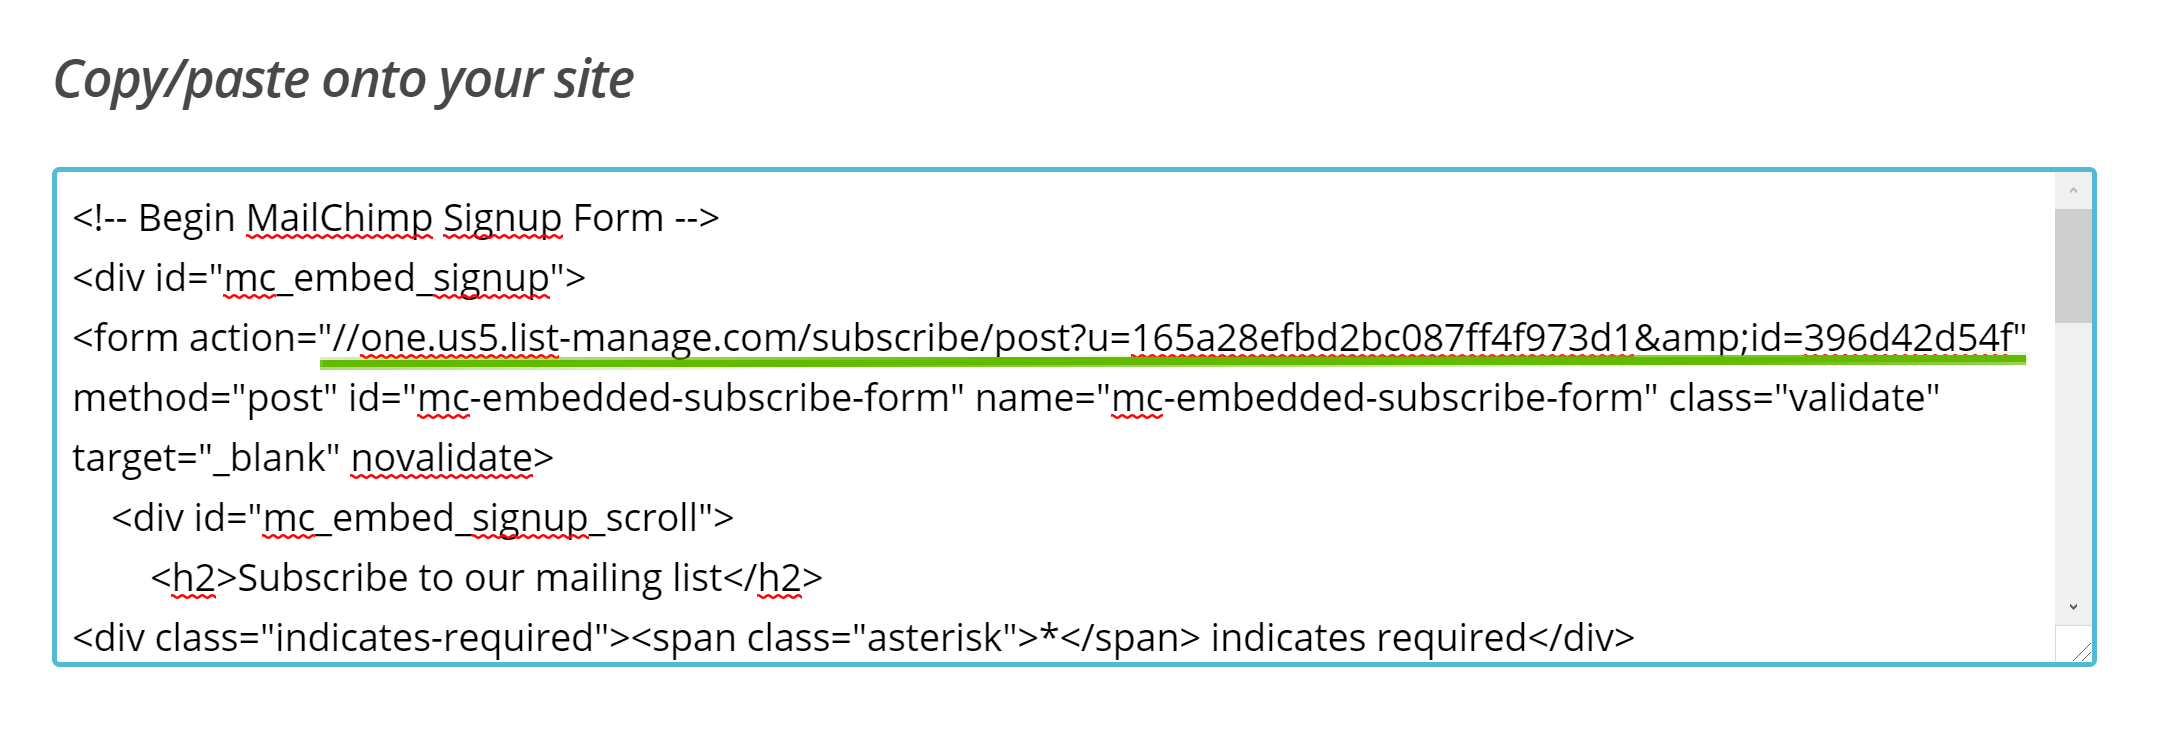 Copy/paste onto your site
<!-- Begin MailChimp Signup Form -->
<div id="mc_embed_signup">
<form action="//one.us5.list-manage.com/subscribe/post?u=165a28efbd2bc087ff4f973d1&amp;id=396d42d54f"
method="post" id="mc-embedded-subscribe-form" name="mc-embedded-subscribe-form" class="validate"
target="_blank" novalidate>
<div id="mc_embed_signup_scroll">
<h2>Subscribe to our mailing list</h2>
<div class="indicates-required"><span class="asterisk">*</span> indicates required</div>